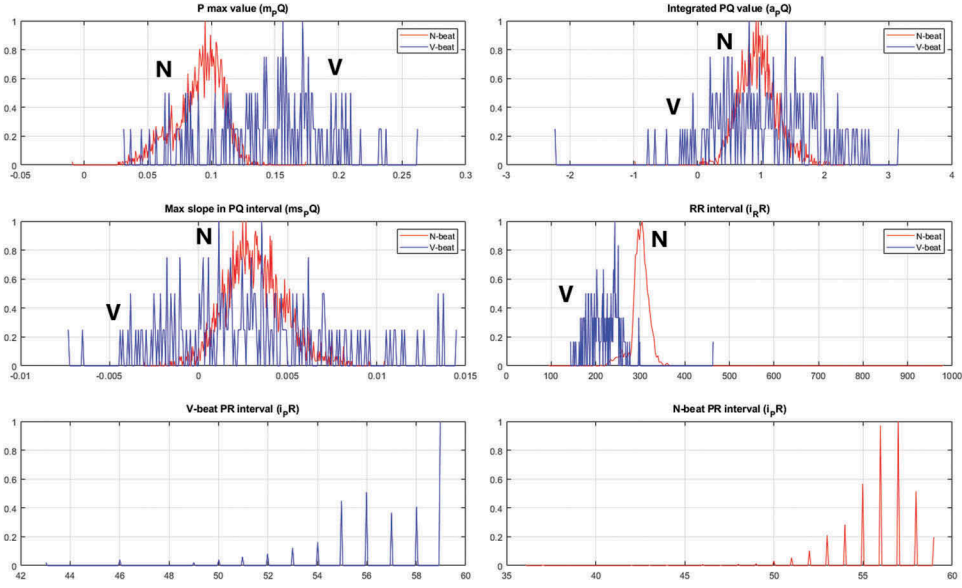 P max value (mPQ)
1
0.8
0.6
0.4
0.2
0
-0.05 0 0.05 0.1 0.15 0.2 0.25 0.3
N
V
N-beat
V-beat
Integrated PQ value (aPQ)
1
0.8
0.6
0.4
0.2
0
-3 -2 -1 0 1 2 3 4
N
V
N-beat
V-beat
Max slope in PQ interval (msPQ)
1
0.8
0.6
0.4
0.2
0
-0.01 -0.005 0 0.005 0.01 0.015
N
V
N-beat
V-beat
RR interval (iRR)
1
0.8
0.6
0.4
0.2
0
0 100 200 300 400 500 600 700 800 900 1000
N
V
N-beat
V-beat
V-beat PR interval (iPR)
1
0.8
0.6
0.4
0.2
0
42 44 46 48 50 52 54 56 58 60
N-beat PR interval (iPR)
1
0.8
0.6
0.4
0.2
0
35 40 45 50 55 60